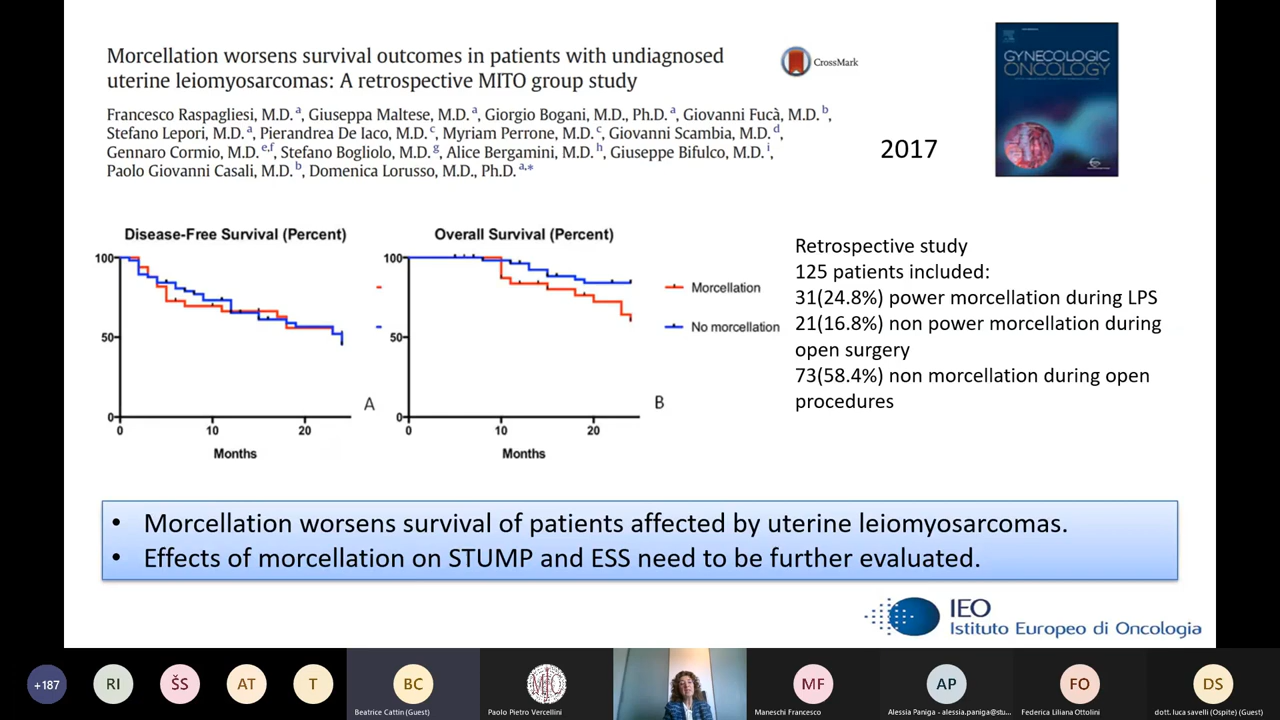 Morcellation worsens survival outcomes in patients with undiagnosed
uterine leiomyosarcomas: A retrospective MITO group study
CrossMark
GYNECOLOGIC
ONCOLOGY
Francesco Raspagliesi, M.D. a, Giuseppa Maltese, M.D. a, Giorgio Bogani, M.D., Ph.D. a, Giovanni Fucà, M.D. b,
Stefano Lepori, M.D. a, Pierandrea De Iaco, M.D. c, Myriam Perrone, M.D. c, Giovanni Scambia, M.D. d,
Gennaro Cormio, M.D. e,f, Stefano Bogliolo, M.D. g, Alice Bergamini, M.D. h, Giuseppe Bifulco, M.D. i,
Paolo Giovanni Casali, M.D. b, Domenica Lorusso, M.D., Ph.D. a,*
2017
Disease-Free Survival (Percent)
100
50
0
0
10
20
Months
A
Overall Survival (Percent)
100
50
0
0
10
20
Months
B
Morcellation
No morcellation
Retrospective study
125 patients included:
31(24.8%) power morcellation during LPS
21(16.8%) non power morcellation during
open surgery
73(58.4%) non morcellation during open
procedures
• Morcellation worsens survival of patients affected by uterine leiomyosarcomas.
• Effects of morcellation on STUMP and ESS need to be further evaluated.
IEO
Istituto Europeo di Oncologia
+187
RI
ŠS
AT
T
BC
Beatrice Cattin (Guest)
Paolo Pietro Vercellini
MF
Maneschi Francesco
AP
Alessia Paniga - alessia.paniga@stu...
FO
Federica Liliana Ottolini
DS
dott. luca savelli (Ospite) (Guest)